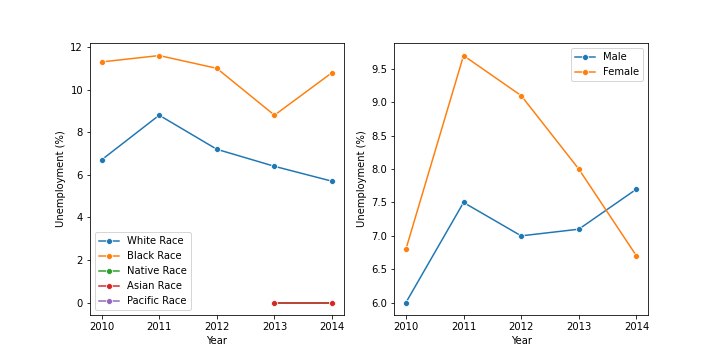 12
10
8
6
4
2
0
Unemployment (%)
White Race
Black Race
Native Race
Asian Race
Pacific Race
2010 2011 2012 2013 2014
Year
9.5
9.0
8.5
8.0
7.5
7.0
6.5
6.0
Unemployment (%)
Male
Female
2010 2011 2012 2013 2014
Year